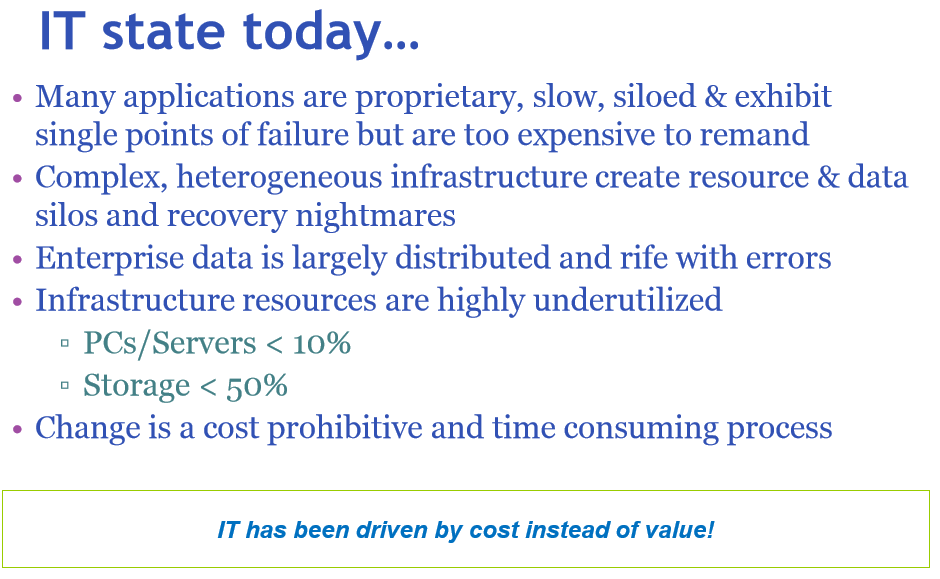 IT state today…
• Many applications are proprietary, slow, siloed & exhibit
single points of failure but are too expensive to remand
• Complex, heterogeneous infrastructure create resource & data
silos and recovery nightmares
• Enterprise data is largely distributed and rife with errors
• Infrastructure resources are highly underutilized
▫ PCs/Servers < 10%
▫ Storage < 50%
• Change is a cost prohibitive and time consuming process
IT has been driven by cost instead of value!